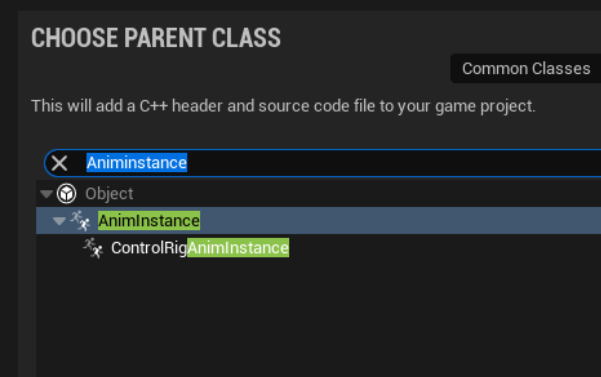 CHOOSE PARENT CLASS
Common Classes
This will add a C++ header and source code file to your game project.
Animinstance
Object
AnimInstance
ControlRigAnimInstance